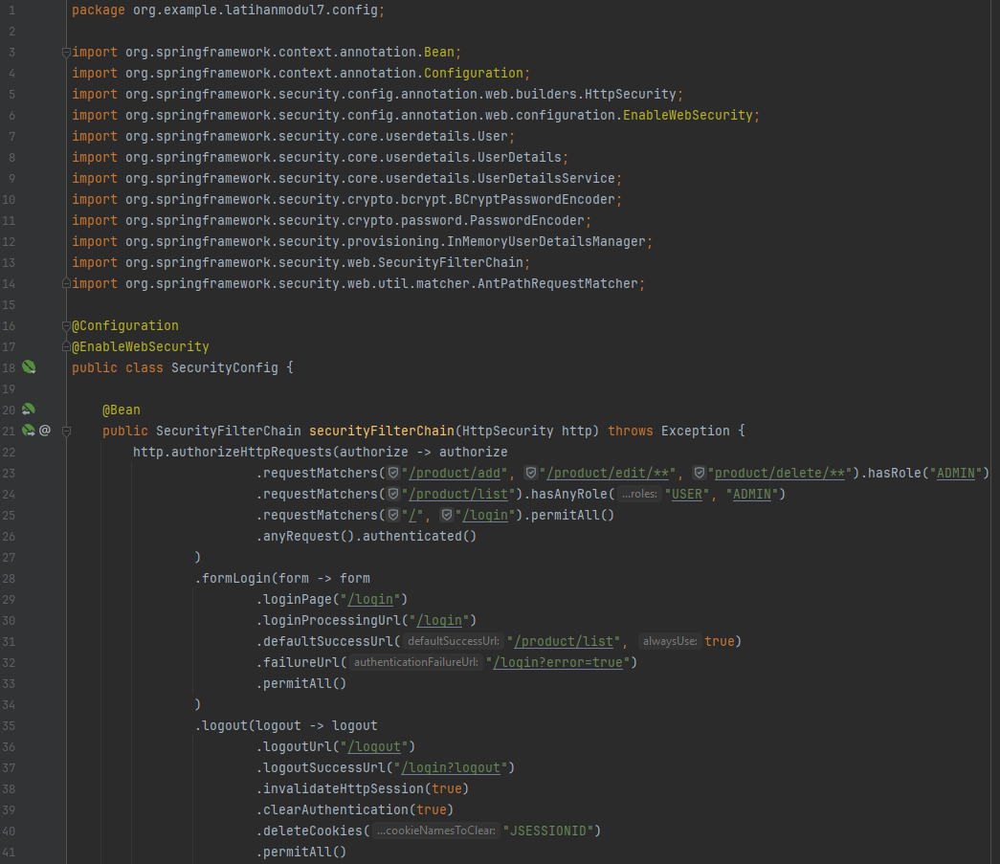 1 package org.example.latihanmodul7.config;
2
3 import org.springframework.context.annotation.Bean;
4 import org.springframework.context.annotation.Configuration;
5 import org.springframework.security.config.annotation.web.builders.HttpSecurity;
6 import org.springframework.security.config.annotation.web.configuration.EnableWebSecurity;
7 import org.springframework.security.core.userdetails.User;
8 import org.springframework.security.core.userdetails.UserDetails;
9 import org.springframework.security.core.userdetails.UserDetailsService;
10 import org.springframework.security.crypto.bcrypt.BCryptPasswordEncoder;
11 import org.springframework.security.crypto.password.PasswordEncoder;
12 import org.springframework.security.provisioning.InMemoryUserDetailsManager;
13 import org.springframework.security.web.SecurityFilterChain;
14 import org.springframework.security.web.util.matcher.AntPathRequestMatcher;
15
16 @Configuration
17 @EnableWebSecurity
18 public class SecurityConfig {
19
20 @Bean
21 @ public SecurityFilterChain securityFilterChain(HttpSecurity http) throws Exception {
22 http.authorizeHttpRequests(authorize -> authorize
23 .requestMatchers("/product/add", "/product/edit/**", "product/delete/**").hasRole("ADMIN")
24 .requestMatchers("/product/list").hasAnyRole( ...roles: "USER", "ADMIN")
25 .requestMatchers("/", "/login").permitAll()
26 .anyRequest().authenticated()
27 )
28 .formLogin(form -> form
29 .loginPage("/login")
30 .loginProcessingUrl("/login")
31 .defaultSuccessUrl( defaultSuccessUrl: "/product/list", alwaysUse: true)
32 .failureUrl( authenticationFailureUrl: "/login?error=true")
33 .permitAll()
34 )
35 .logout(logout -> logout
36 .logoutUrl("/logout")
37 .logoutSuccessUrl("/login?logout")
38 .invalidateHttpSession(true)
39 .clearAuthentication(true)
40 .deleteCookies( ...cookieNamesToClear: "JSESSIONID")
41 .permitAll()